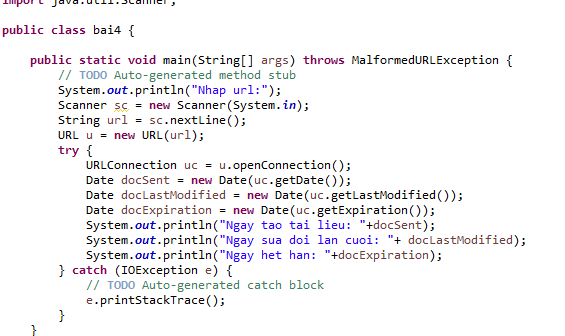 import java.util.Scanner;
public class bai4 {
public static void main(String[] args) throws MalformedURLException {
// TODO Auto-generated method stub
System.out.println("Nhap url:");
Scanner sc = new Scanner(System.in);
String url = sc.nextLine();
URL u = new URL(url);
try {
URLConnection uc = u.openConnection();
Date docSent = new Date(uc.getDate());
Date docLastModified = new Date(uc.getLastModified());
Date docExpiration = new Date(uc.getExpiration());
System.out.println("Ngay tao tai lieu: "+docSent);
System.out.println("Ngay sua doi lan cuoi: "+ docLastModified);
System.out.println("Ngay het han: "+docExpiration);
} catch (IOException e) {
// TODO Auto-generated catch block
e.printStackTrace();
}
}